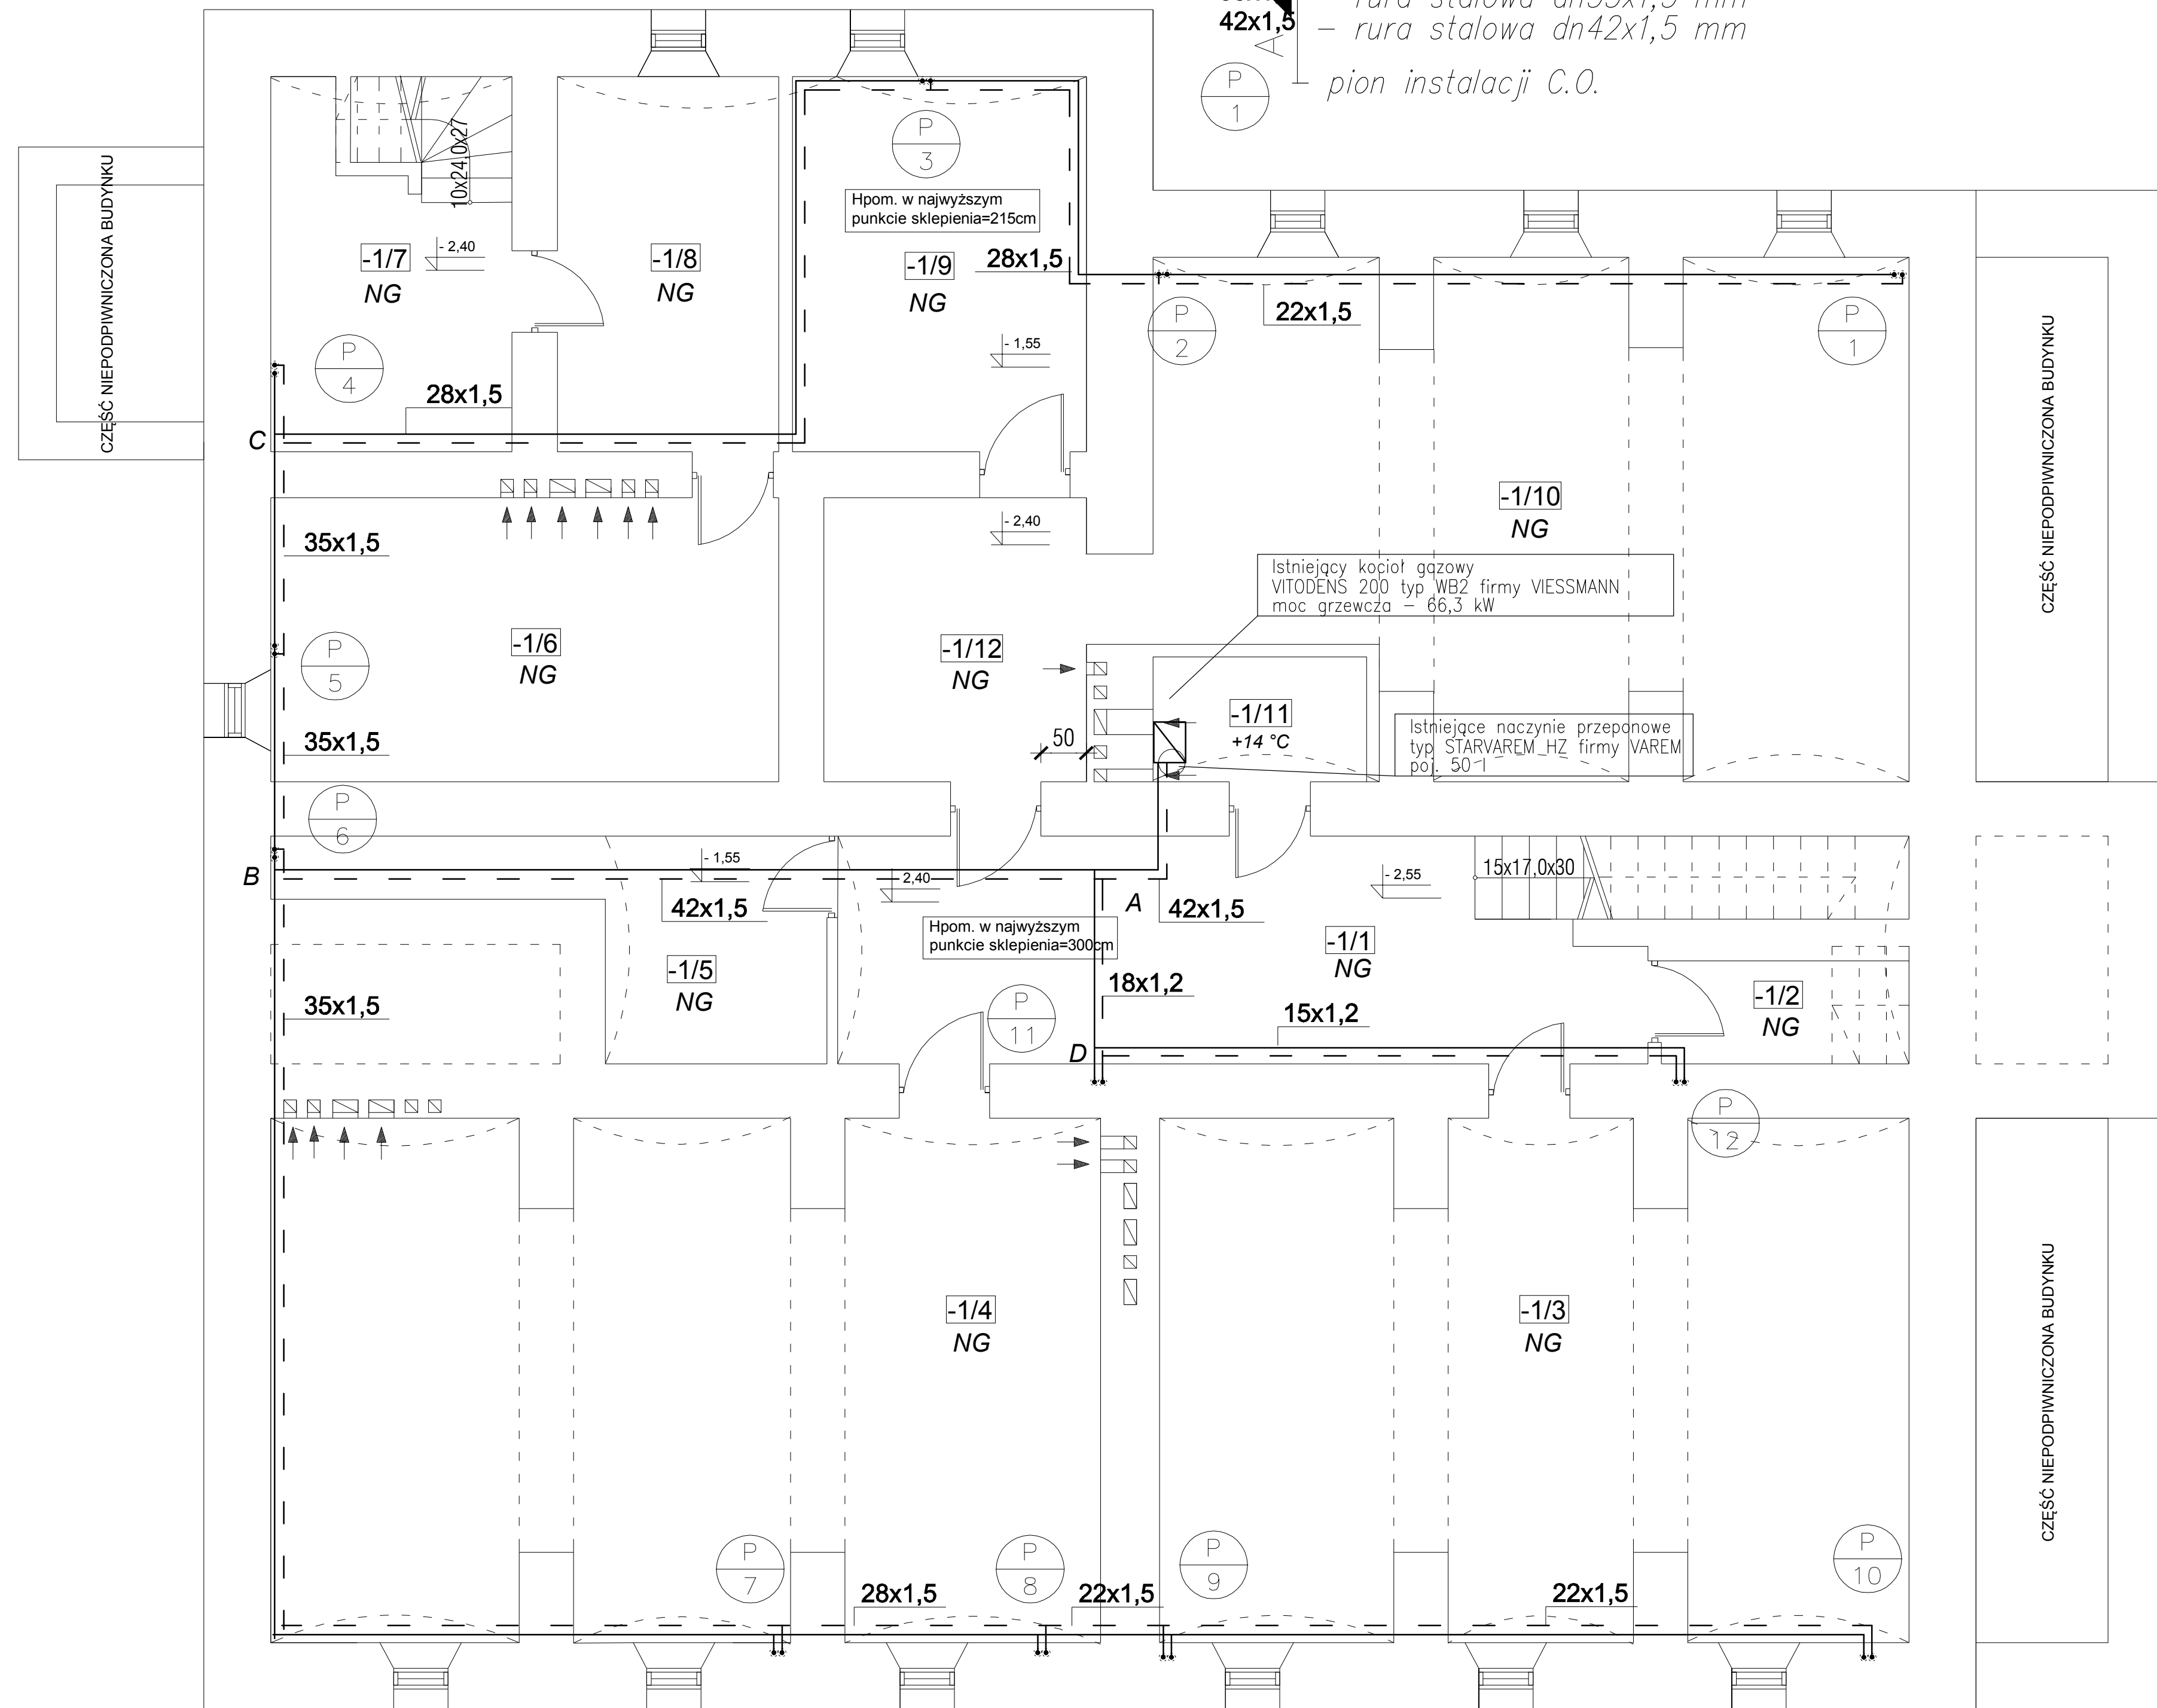 42x1,5
– rura stalowa dn42x1,5 mm
A
P
1
– pion instalacji C.O.
10x24,0x27
P
3
Hpom. w najwyższym
punkcie sklepienia=215cm
CZĘŚĆ NIEPODPIWNICZONA BUDYNKU
-1/7
NG
- 2,40
-1/8
NG
-1/9
NG
28x1,5
22x1,5
P
2
P
1
- 1,55
P
4
28x1,5
C
CZĘŚĆ NIEPODPIWNICZONA BUDYNKU
35x1,5
- 2,40
-1/10
NG
Istniejący kocioł gazowy
VITODENS 200 typ WB2 firmy VIESSMANN
moc grzewcza – 66,3 kW
-1/6
NG
P
5
-1/12
NG
-1/11
+14 °C
50
Istniejące naczynie przeponowe
typ STARVAREM HZ firmy VAREM
poj. 50 l
35x1,5
P
6
B
- 1,55
2,40
42x1,5
A
42x1,5
- 2,55
15x17,0x30
Hpom. w najwyższym
punkcie sklepienia=300cm
-1/1
NG
-1/5
NG
18x1,2
15x1,2
-1/2
NG
35x1,5
P
11
D
P
12
-1/4
NG
-1/3
NG
CZĘŚĆ NIEPODPIWNICZONA BUDYNKU
P
7
28x1,5
P
8
22x1,5
P
9
22x1,5
P
10